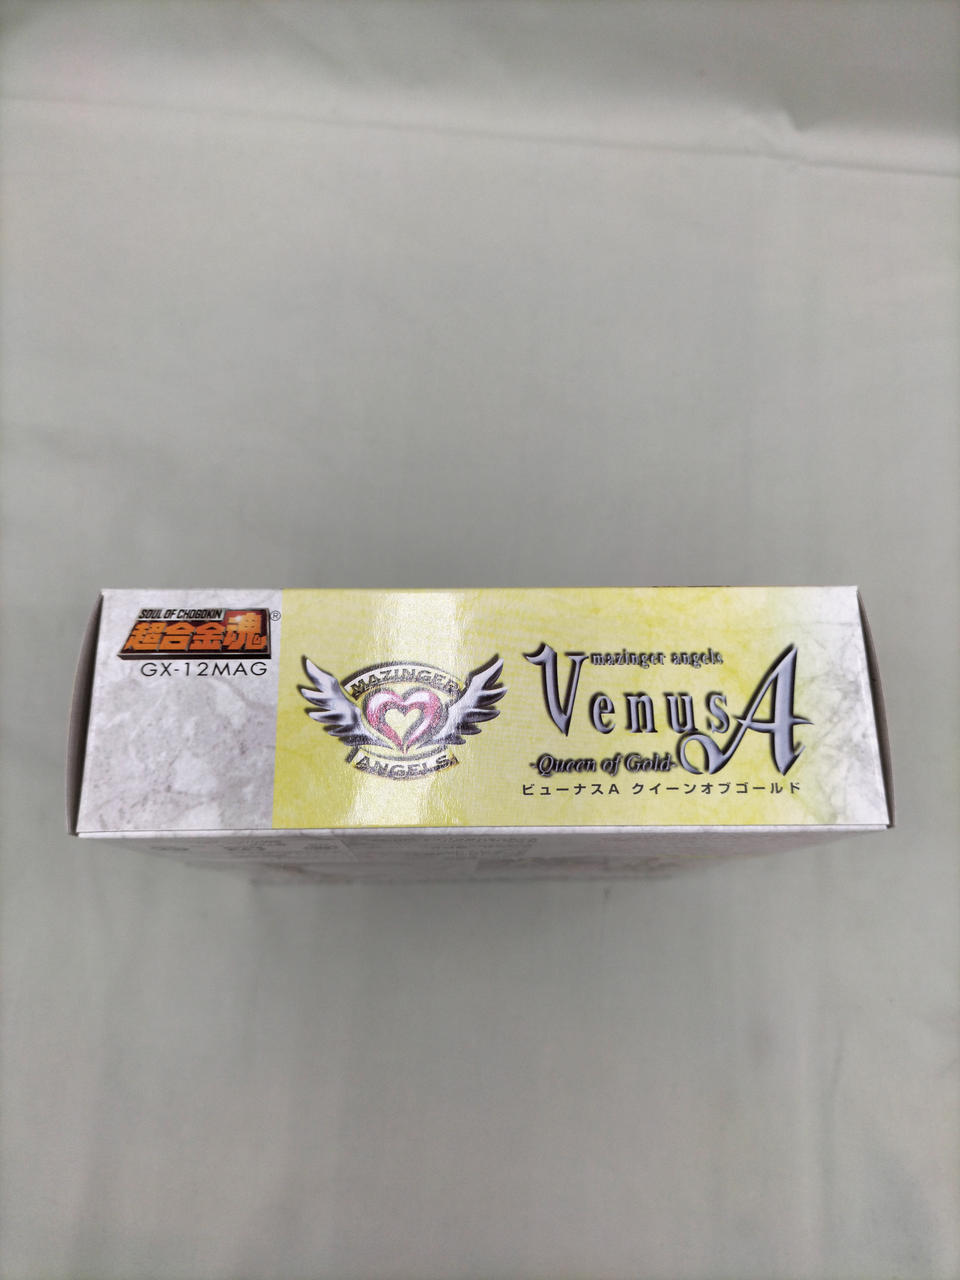 SOUL OF CHOGOKIN
超合金魂®
GX-12MAG
MAZINGER
ANGELS
mazinger angels
Venus A
-Queen of Gold-
ビューナスA クイーンオブゴールド